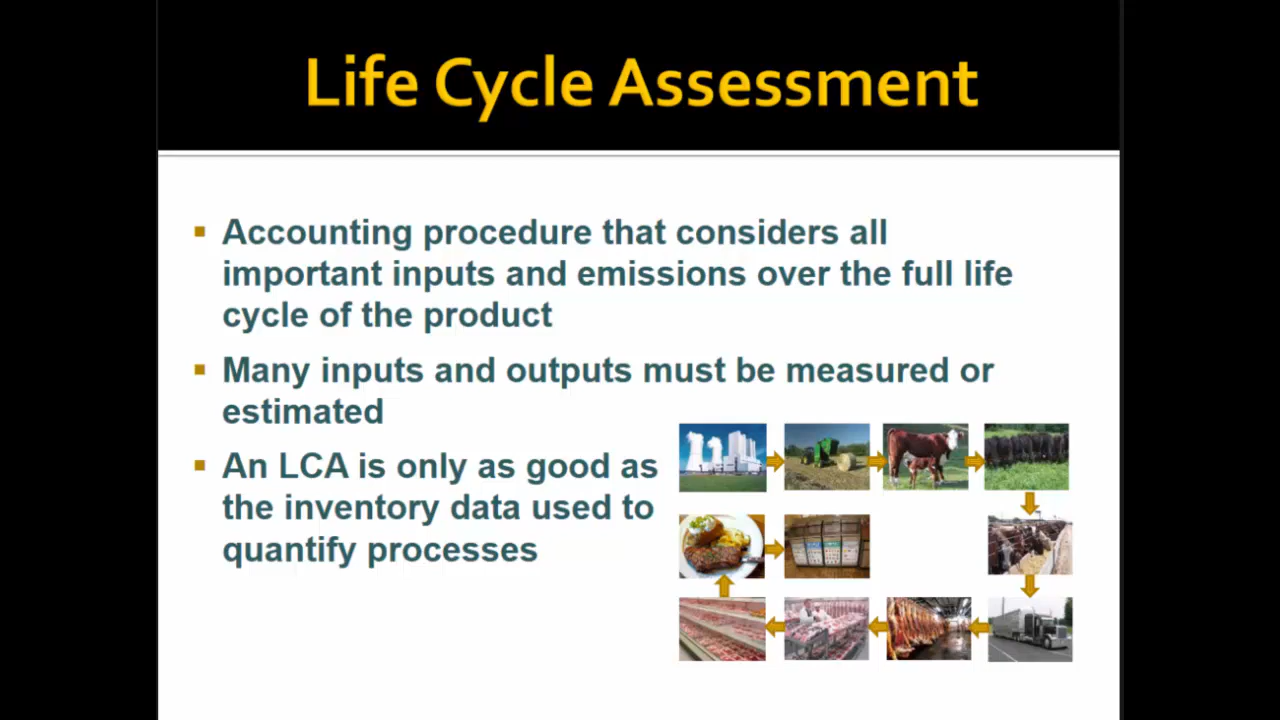 Life Cycle Assessment
Accounting procedure that considers all
important inputs and emissions over the full life
cycle of the product
Many inputs and outputs must be measured or
estimated
An LCA is only as good as
the inventory data used to
quantify processes